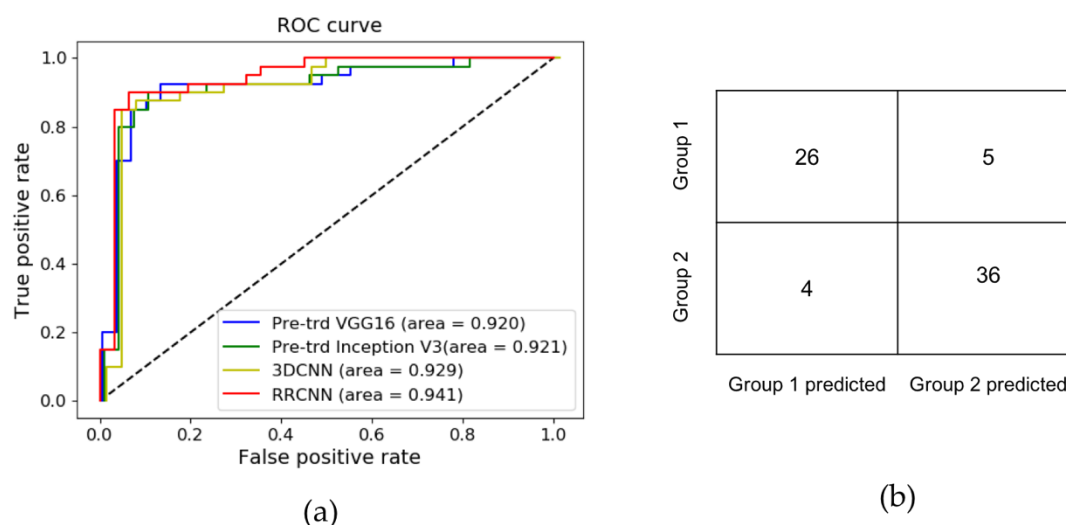 ROC curve
True positive rate
1.0
0.8
0.6
0.4
0.2
0.0
Pre-trd VGG16 (area = 0.920)
Pre-trd Inception V3(area = 0.921)
3DCNN (area = 0.929)
RRCNN (area = 0.941)
0.0 0.2 0.4 0.6 0.8 1.0
False positive rate
(a)
Group 1
26 5
Group 2
4 36
Group 1 predicted Group 2 predicted
(b)